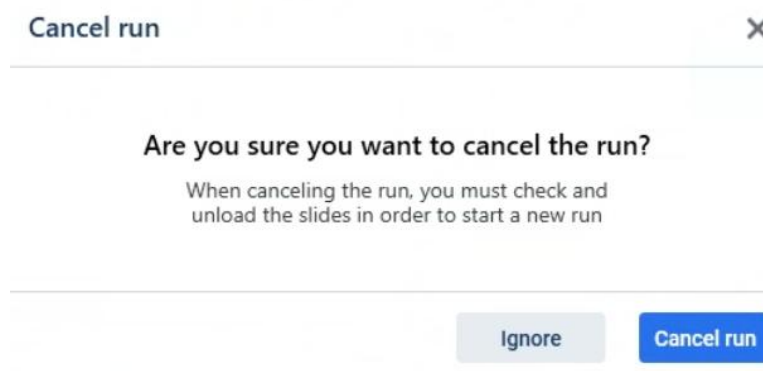 Cancel run
Are you sure you want to cancel the run?
When canceling the run, you must check and
unload the slides in order to start a new run
Ignore
Cancel run